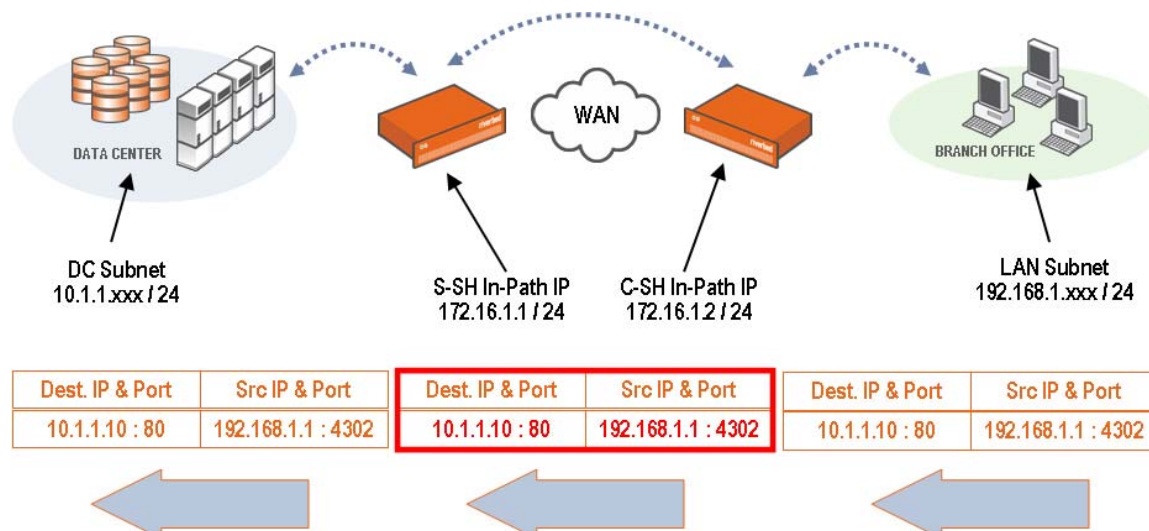 WAN
DATA CENTER
BRANCH OFFICE
riverbed
riverbed
DC Subnet
10.1.1.xxx / 24
S-SH In-Path IP
172.16.1.1 / 24
C-SH In-Path IP
172.16.1.2 / 24
LAN Subnet
192.168.1.xxx / 24
Dest. IP & Port Src IP & Port
10.1.1.10 : 80 192.168.1.1 : 4302
Dest. IP & Port Src IP & Port
10.1.1.10 : 80 192.168.1.1 : 4302
Dest. IP & Port Src IP & Port
10.1.1.10 : 80 192.168.1.1 : 4302